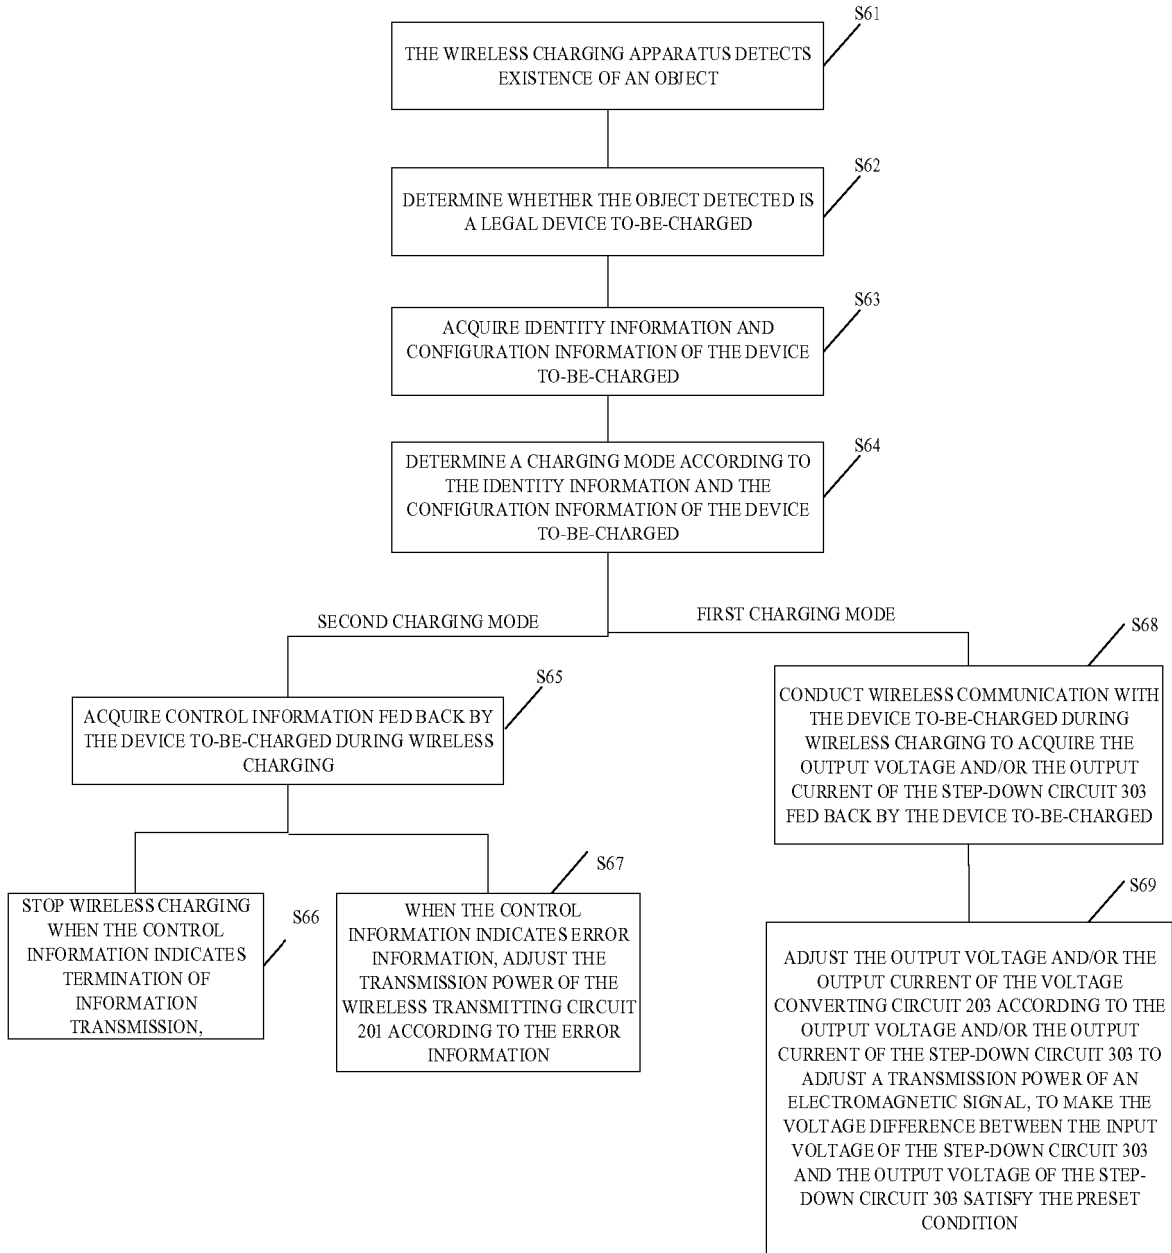 S61
THE WIRELESS CHARGING APPARATUS DETECTS
EXISTENCE OF AN OBJECT
S62
DETERMINE WHETHER THE OBJECT DETECTED IS
A LEGAL DEVICE TO-BE-CHARGED
S63
ACQUIRE IDENTITY INFORMATION AND
CONFIGURATION INFORMATION OF THE DEVICE
TO-BE-CHARGED
S64
DETERMINE A CHARGING MODE ACCORDING TO
THE IDENTITY INFORMATION AND THE
CONFIGURATION INFORMATION OF THE DEVICE
TO-BE-CHARGED
SECOND CHARGING MODE
FIRST CHARGING MODE
S65
ACQUIRE CONTROL INFORMATION FED BACK BY
THE DEVICE TO-BE-CHARGED DURING WIRELESS
CHARGING
S68
CONDUCT WIRELESS COMMUNICATION WITH
THE DEVICE TO-BE-CHARGED DURING
WIRELESS CHARGING TO ACQUIRE THE
OUTPUT VOLTAGE AND/OR THE OUTPUT
CURRENT OF THE STEP-DOWN CIRCUIT 303
FED BACK BY THE DEVICE TO-BE-CHARGED
S66
STOP WIRELESS CHARGING
WHEN THE CONTROL
INFORMATION INDICATES
TERMINATION OF
INFORMATION
TRANSMISSION,
S67
WHEN THE CONTROL
INFORMATION INDICATES ERROR
INFORMATION, ADJUST THE
TRANSMISSION POWER OF THE
WIRELESS TRANSMITTING CIRCUIT
201 ACCORDING TO THE ERROR
INFORMATION
S69
ADJUST THE OUTPUT VOLTAGE AND/OR THE
OUTPUT CURRENT OF THE VOLTAGE
CONVERTING CIRCUIT 203 ACCORDING TO THE
OUTPUT VOLTAGE AND/OR THE OUTPUT
CURRENT OF THE STEP-DOWN CIRCUIT 303 TO
ADJUST A TRANSMISSION POWER OF AN
ELECTROMAGNETIC SIGNAL, TO MAKE THE
VOLTAGE DIFFERENCE BETWEEN THE INPUT
VOLTAGE OF THE STEP-DOWN CIRCUIT 303
AND THE OUTPUT VOLTAGE OF THE STEP-
DOWN CIRCUIT 303 SATISFY THE PRESET
CONDITION